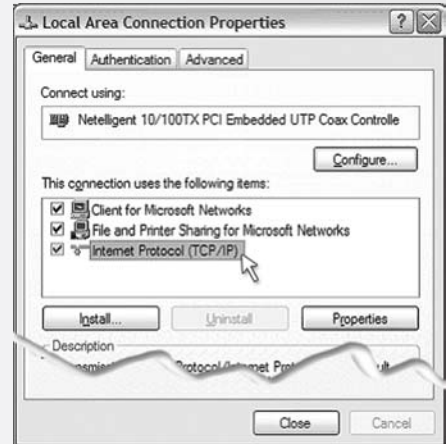 Local Area Connection Properties
General Authentication Advanced
Connect using:
Netelligent 10/100TX PCI Embedded UTP Coax Controlle
Configure...
This connection uses the following items:
Client for Microsoft Networks
File and Printer Sharing for Microsoft Networks
Internet Protocol (TCP/IP)
Install... Uninstall Properties
Description
Protocol/Internet
Close Cancel